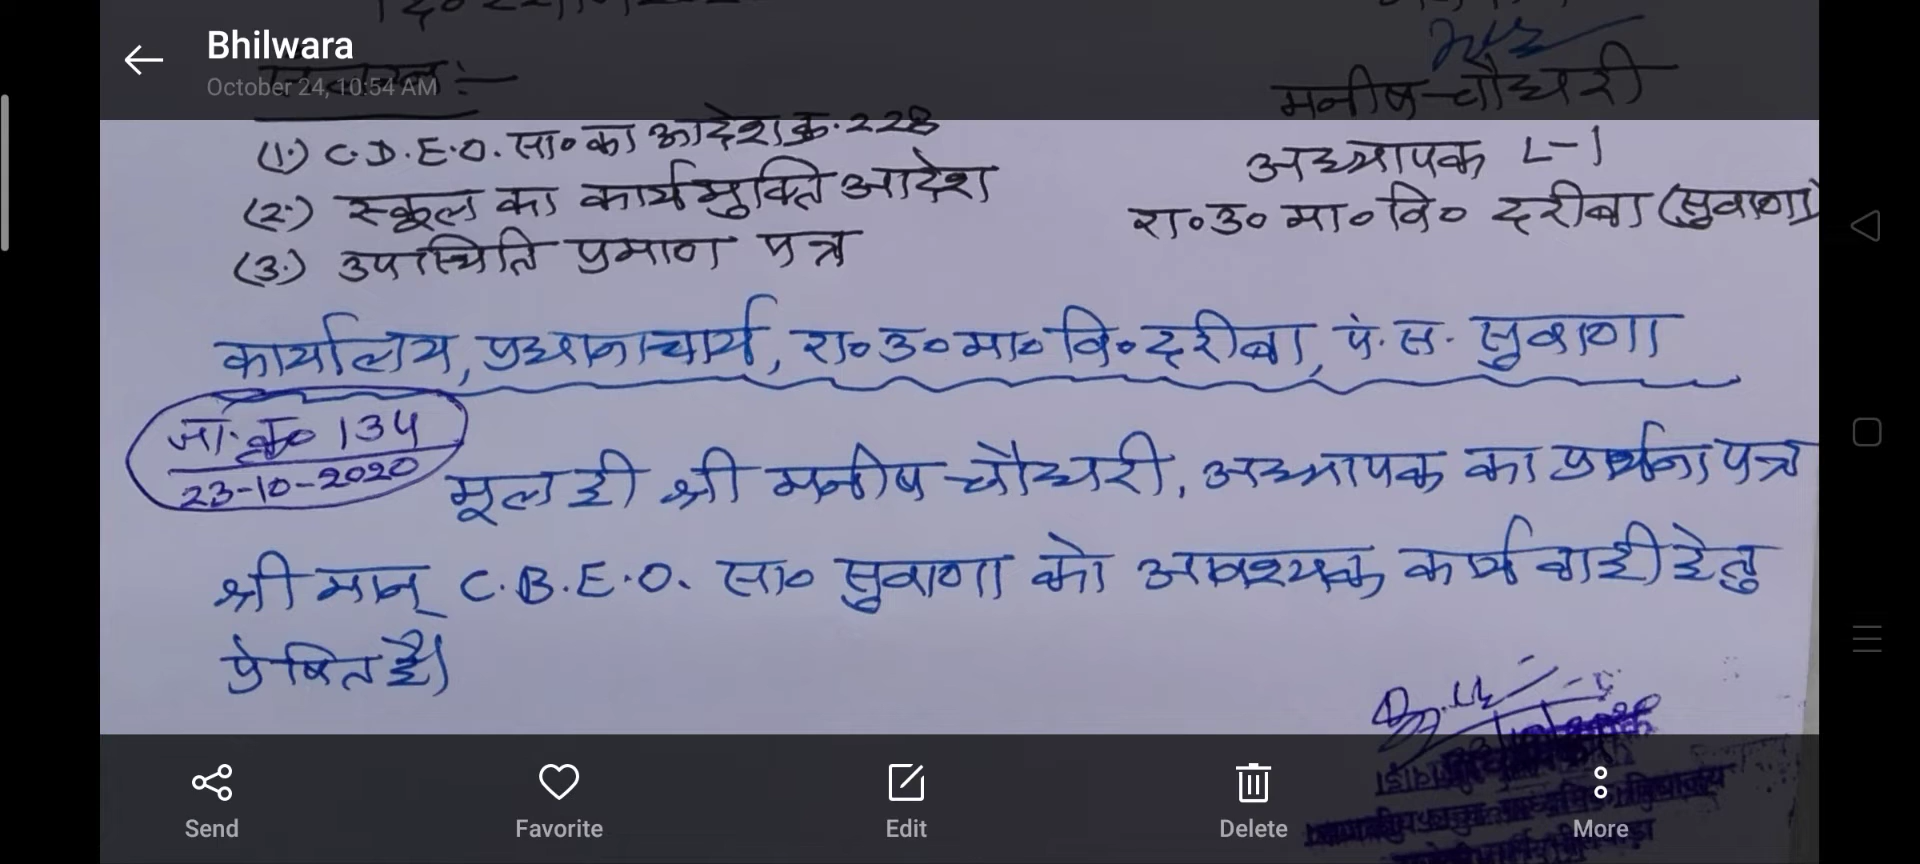 Bhilwara
October 24, 10:54 AM
मनीष चौधरी
(1.) C.D.E.O. सा० का आदेश क्र. 228
अध्यापक L-1
(2.) स्कूल का कार्यमुक्ति आदेश
रा०उ० मा० वि० दरीबा (सुवाणा)
(3.) उपस्थिति प्रमाण पत्र
कार्यालय, प्रधानाचार्य, रा०उ०मा० वि० दरीबा, पं.स. सुवाणा
जा.क्र० 134
23-10-2020
मूल ही श्री मनीष चौधरी, अध्यापक का प्रार्थना पत्र
श्रीमान् C.B.E.O. सा० सुवाणा को आवश्यक कार्यवाही हेतु
प्रेषित है।
Send
Favorite
Edit
Delete
More